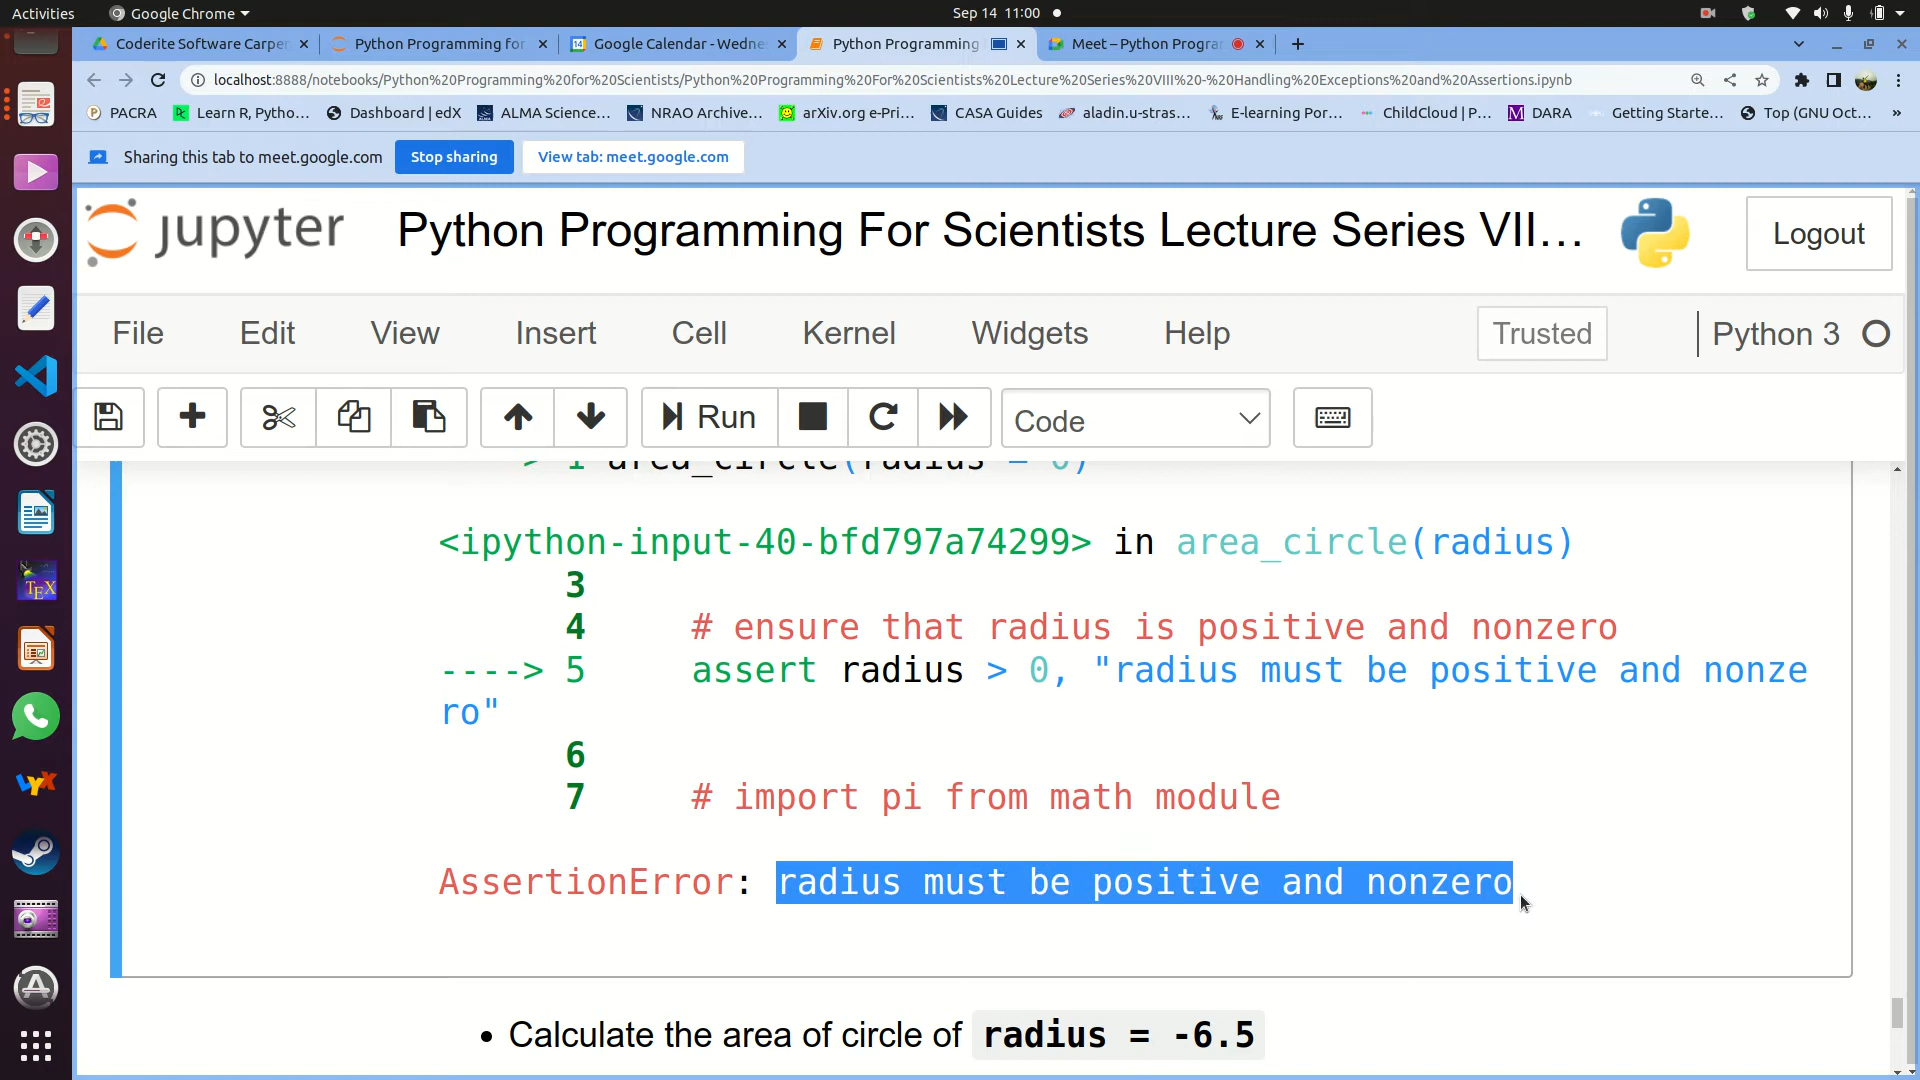 Activities
Google Chrome
Sep 14 11:00
Coderite Software Carpe
Python Programming for
Google Calendar - Wedne
Python Programming
Meet – Python Progra
localhost:8888/notebooks/Python%20Programming%20for%20Scientists/Python%20Programming%20For%20Scientists%20Lecture%20Series%20VIII%20-%20Handling%20Exceptions%20and%20Assertions.ipynb
PACRA
Learn R, Pytho...
Dashboard | edX
ALMA Science...
NRAO Archive...
arXiv.org e-Pri...
CASA Guides
aladin.u-stras...
E-learning Por...
ChildCloud | P...
DARA
Getting Starte...
Top (GNU Oct...
»
Sharing this tab to meet.google.com
Stop sharing
View tab: meet.google.com
jupyter
Python Programming For Scientists Lecture Series VII...
Logout
File Edit View Insert Cell Kernel Widgets Help
Trusted
Python 3
Run
Code
> 1 area_circle(radius = 0)
<ipython-input-40-bfd797a74299> in area_circle(radius)
3
4 # ensure that radius is positive and nonzero
----> 5 assert radius > 0, "radius must be positive and nonze
ro"
6
7 # import pi from math module
AssertionError: radius must be positive and nonzero
• Calculate the area of circle of radius = -6.5
TEX
LYX